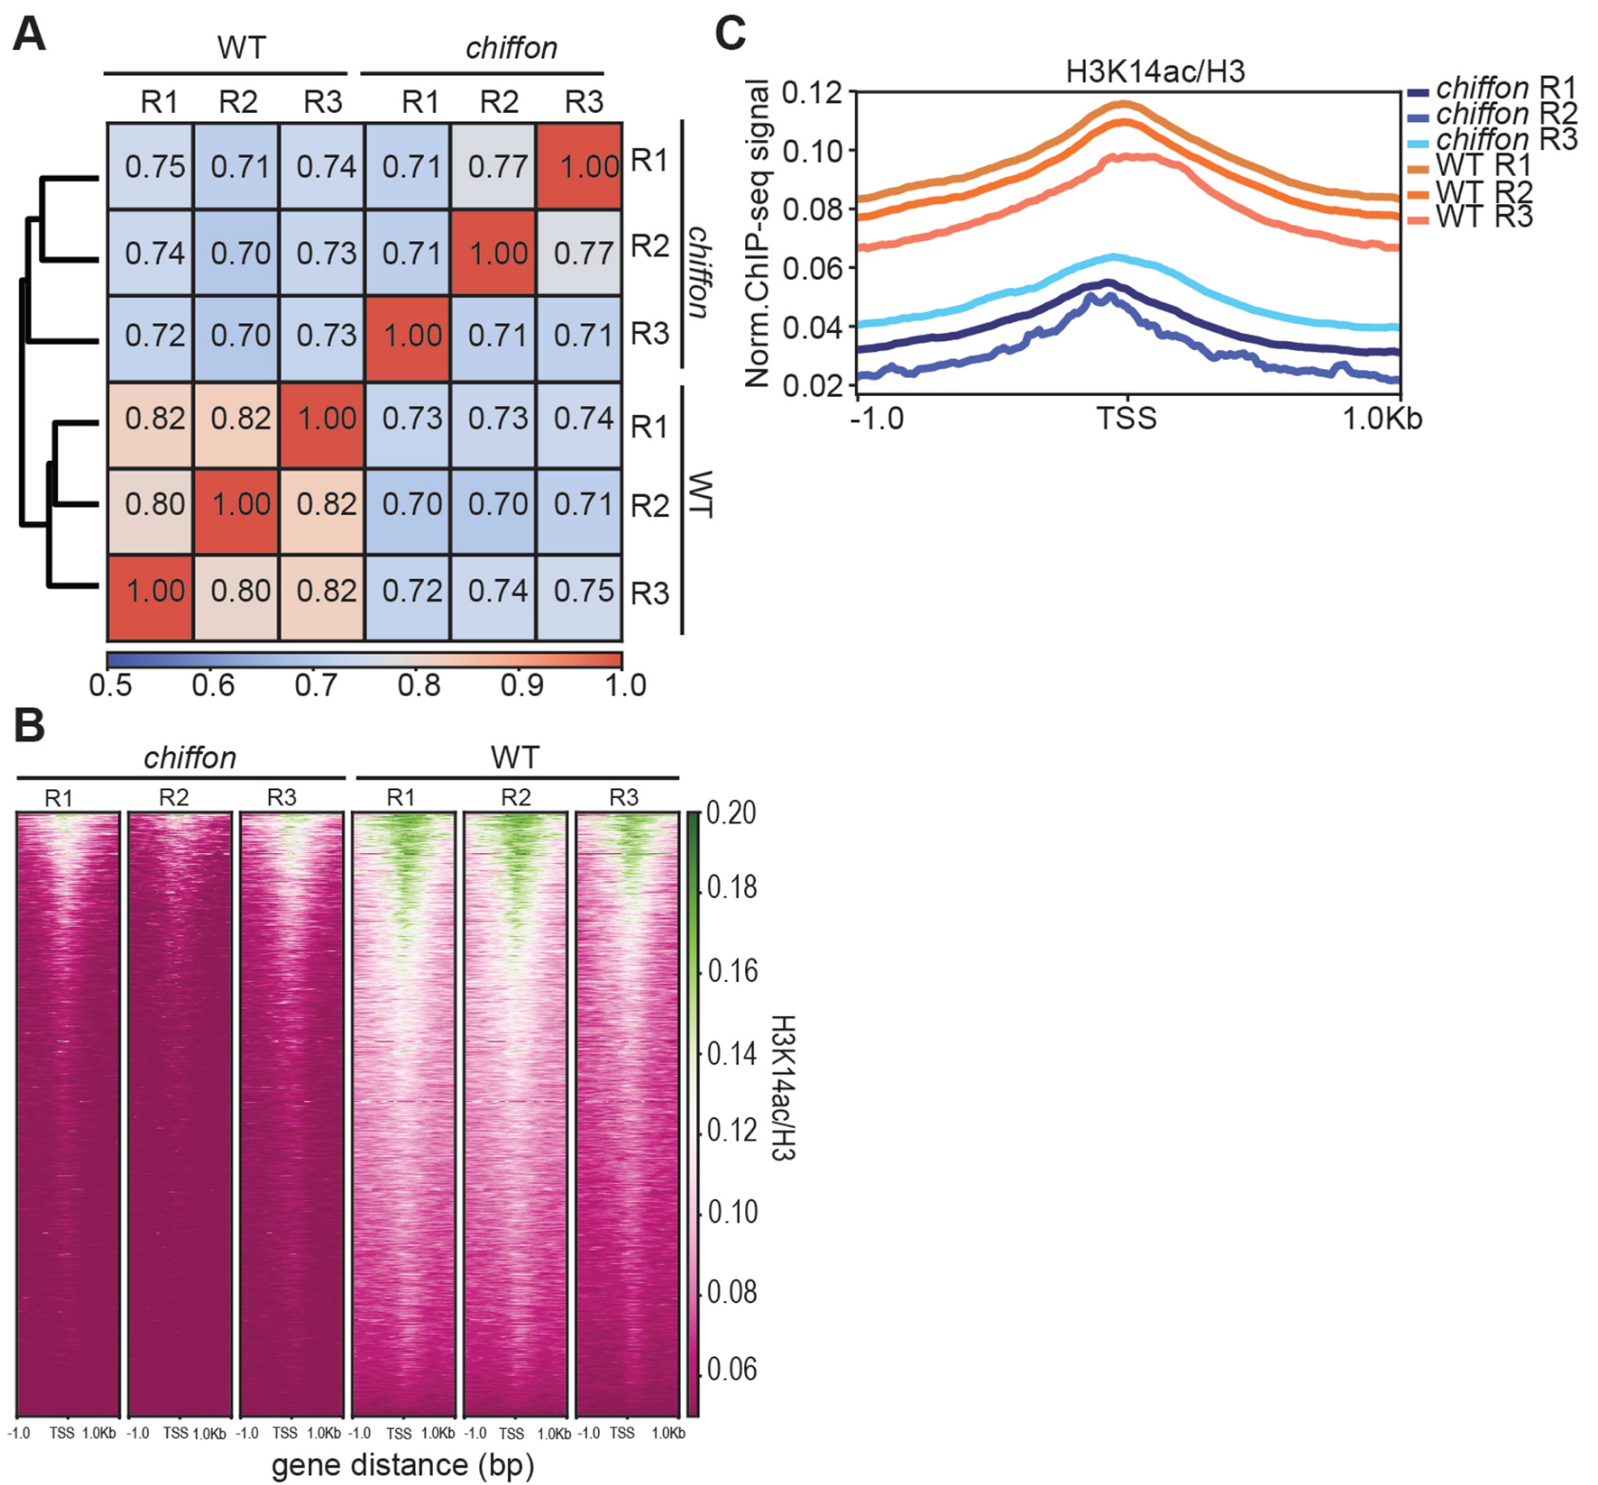 A
WT chiffon
R1 R2 R3 R1 R2 R3
0.75 0.71 0.74 0.71 0.77 1.00 R1
0.74 0.70 0.73 0.71 1.00 0.77 R2
0.72 0.70 0.73 1.00 0.71 0.71 R3
chiffon
0.82 0.82 1.00 0.73 0.73 0.74 R1
0.80 1.00 0.82 0.70 0.70 0.71 R2
1.00 0.80 0.82 0.72 0.74 0.75 R3
WT
0.5 0.6 0.7 0.8 0.9 1.0
C
H3K14ac/H3
Norm.ChIP-seq signal
0.12
0.10
0.08
0.06
0.04
0.02
-1.0 TSS 1.0Kb
chiffon R1
chiffon R2
chiffon R3
WT R1
WT R2
WT R3
B
chiffon WT
R1 R2 R3 R1 R2 R3
0.20
0.18
0.16
0.14
0.12
0.10
0.08
0.06
H3K14ac/H3
-1.0 TSS 1.0Kb -1.0 TSS 1.0Kb -1.0 TSS 1.0Kb -1.0 TSS 1.0Kb -1.0 TSS 1.0Kb -1.0 TSS 1.0Kb
gene distance (bp)